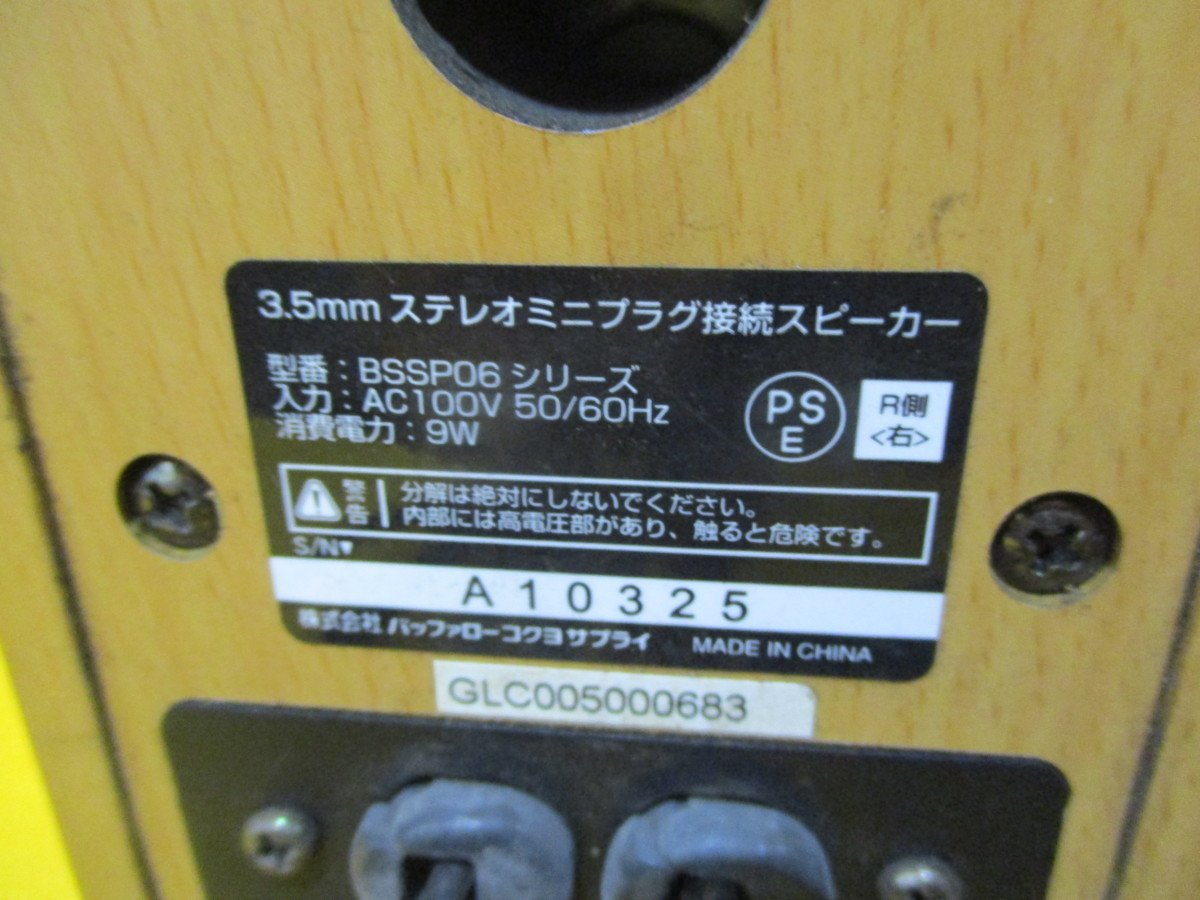 3.5mm ステレオミニプラグ接続スピーカー
型番：BSSP06 シリーズ
入力：AC100V 50/60Hz
消費電力：9W
PS
E
R側
<右>
警告
分解は絶対にしないでください。
内部には高電圧部があり、触ると危険です。
S/N▼
A10325
株式会社 バッファローコクヨサプライ MADE IN CHINA
GLC005000683